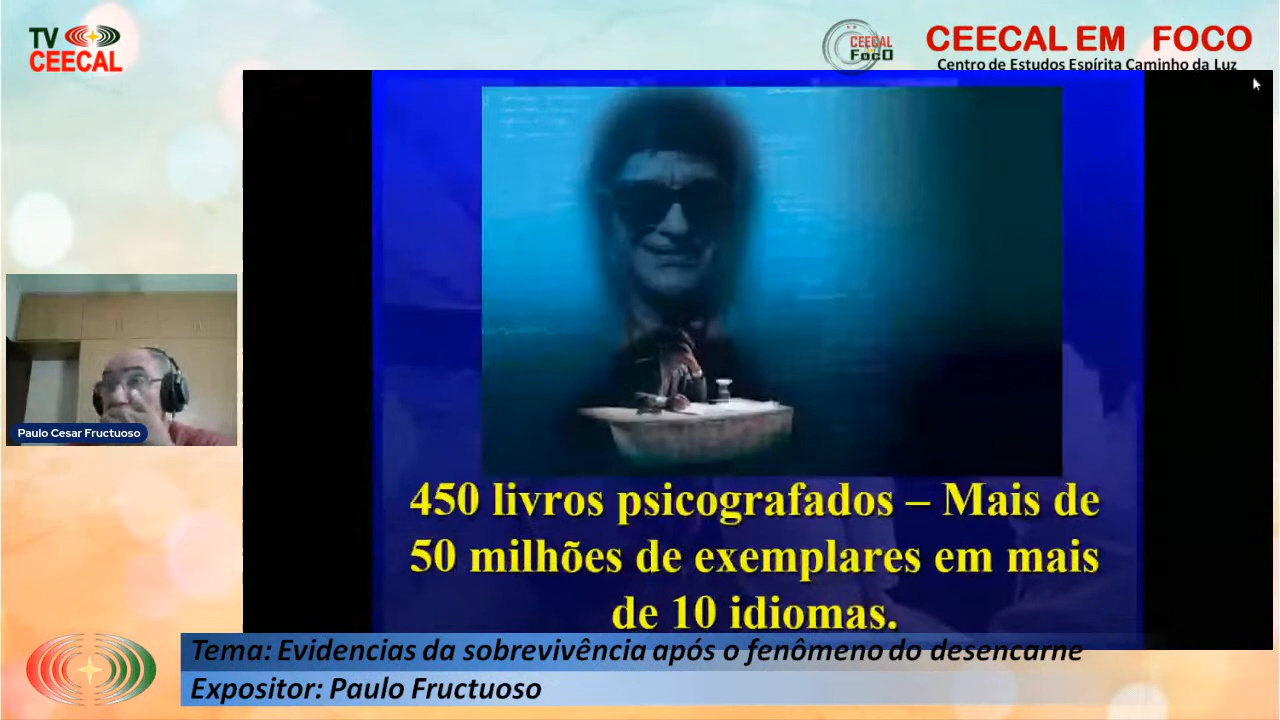 TV
CEECAL
CEECAL
FocO
CEECAL EM FOCO
Centro de Estudos Espírita Caminho da Luz
Paulo Cesar Fructuoso
450 livros psicografados – Mais de
50 milhões de exemplares em mais
de 10 idiomas.
Tema: Evidencias da sobrevivência após o fenômeno do desencarne
Expositor: Paulo Fructuoso